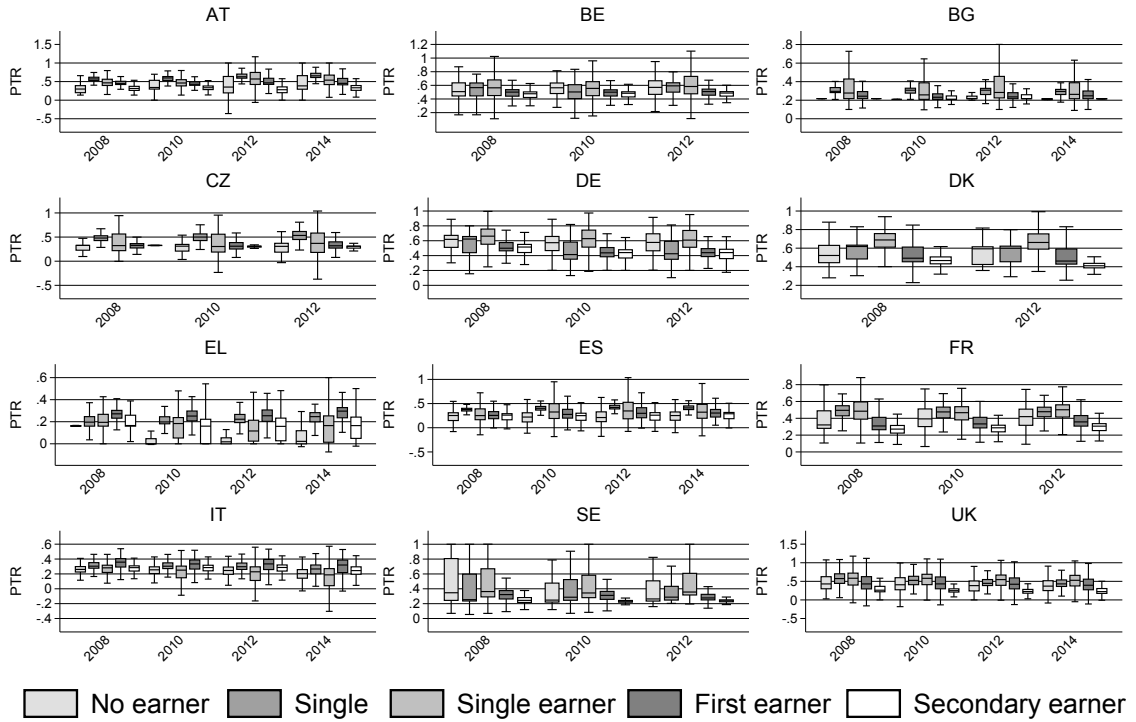 AT
PTR
1.5
1
.5
0
-.5
2008 2010 2012 2014
BE
PTR
1.2
1
.8
.6
.4
.2
2008 2010 2012
BG
PTR
.8
.6
.4
.2
0
2008 2010 2012 2014
CZ
PTR
1
.5
0
-.5
2008 2010 2012
DE
PTR
1
.8
.6
.4
.2
0
2008 2010 2012
DK
PTR
1
.8
.6
.4
.2
2008 2012
EL
PTR
.6
.4
.2
0
2008 2010 2012 2014
ES
PTR
1
.5
0
-.5
2008 2010 2012 2014
FR
PTR
.8
.6
.4
.2
0
2008 2010 2012
IT
PTR
.6
.4
.2
0
-.2
-.4
2008 2010 2012 2014
SE
PTR
1
.8
.6
.4
.2
0
2008 2010 2012
UK
PTR
1.5
1
.5
0
-.5
2008 2010 2012 2014
No earner Single Single earner First earner Secondary earner